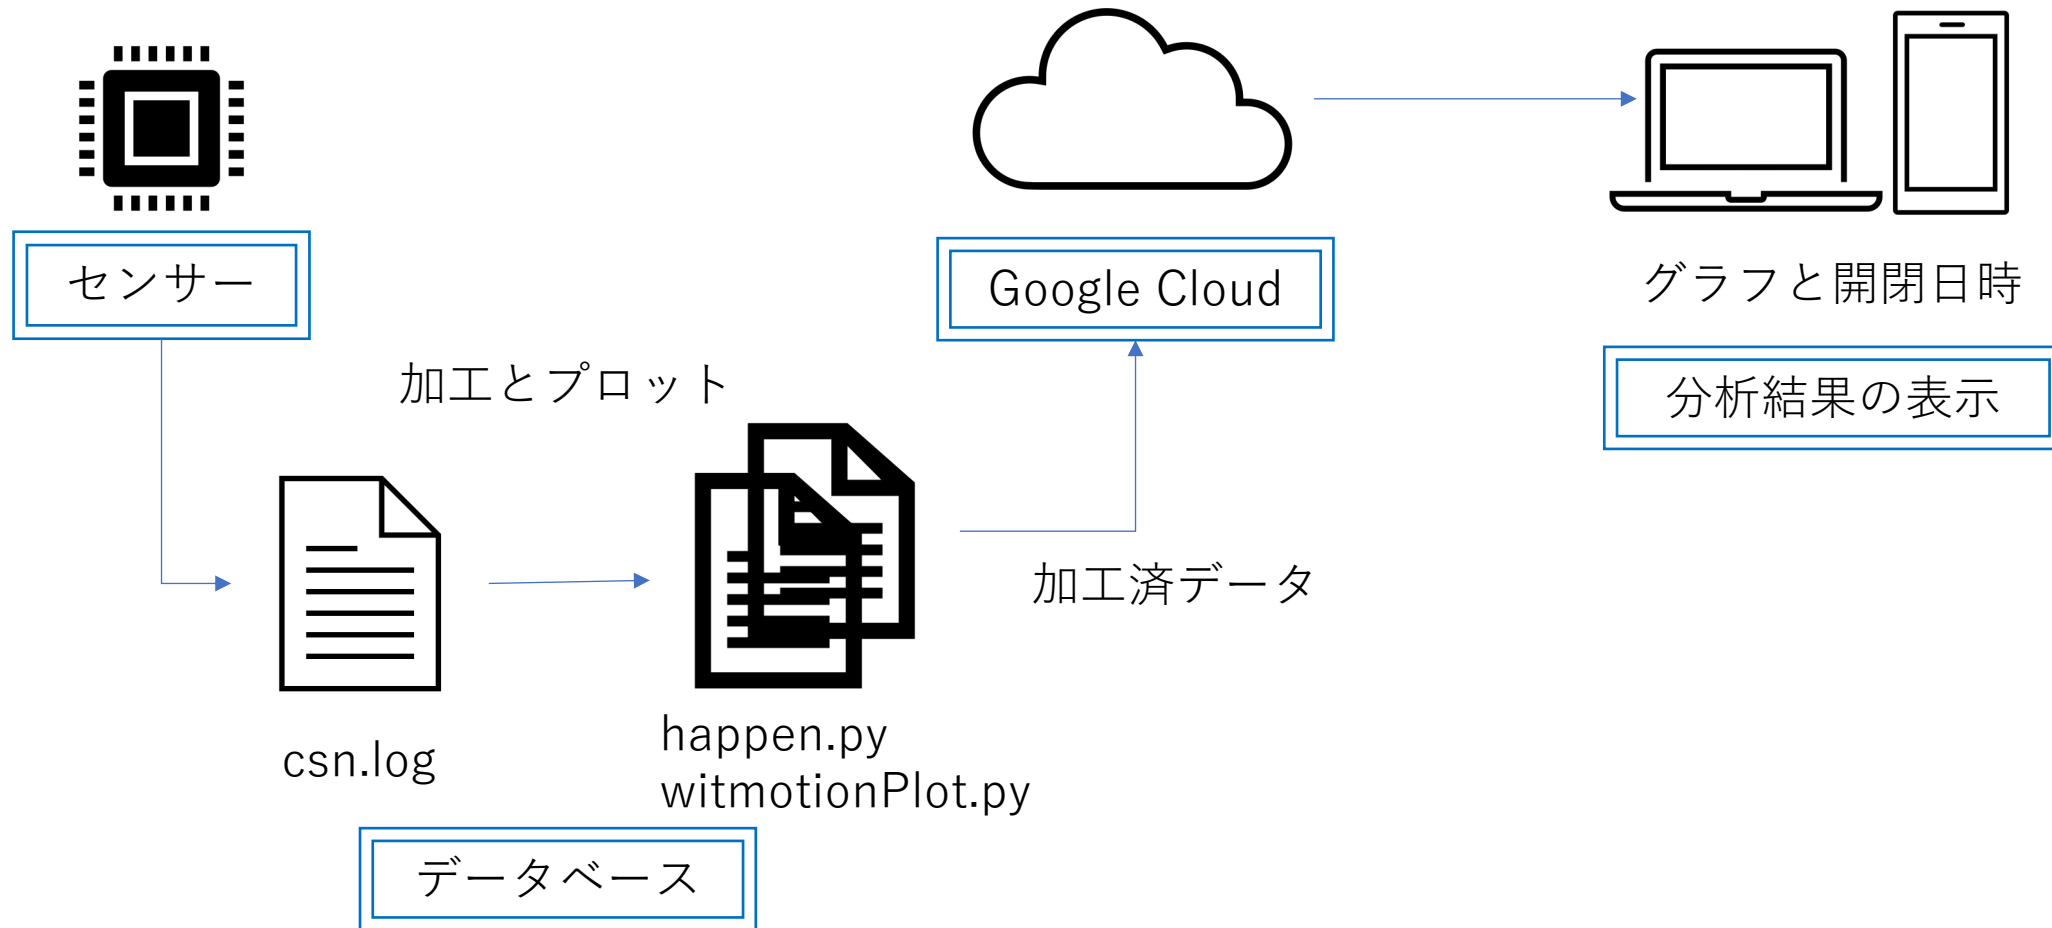 センサー
Google Cloud
グラフと開閉日時
分析結果の表示
加工とプロット
加工済データ
csn.log
happen.py
witmotionPlot.py
データベース